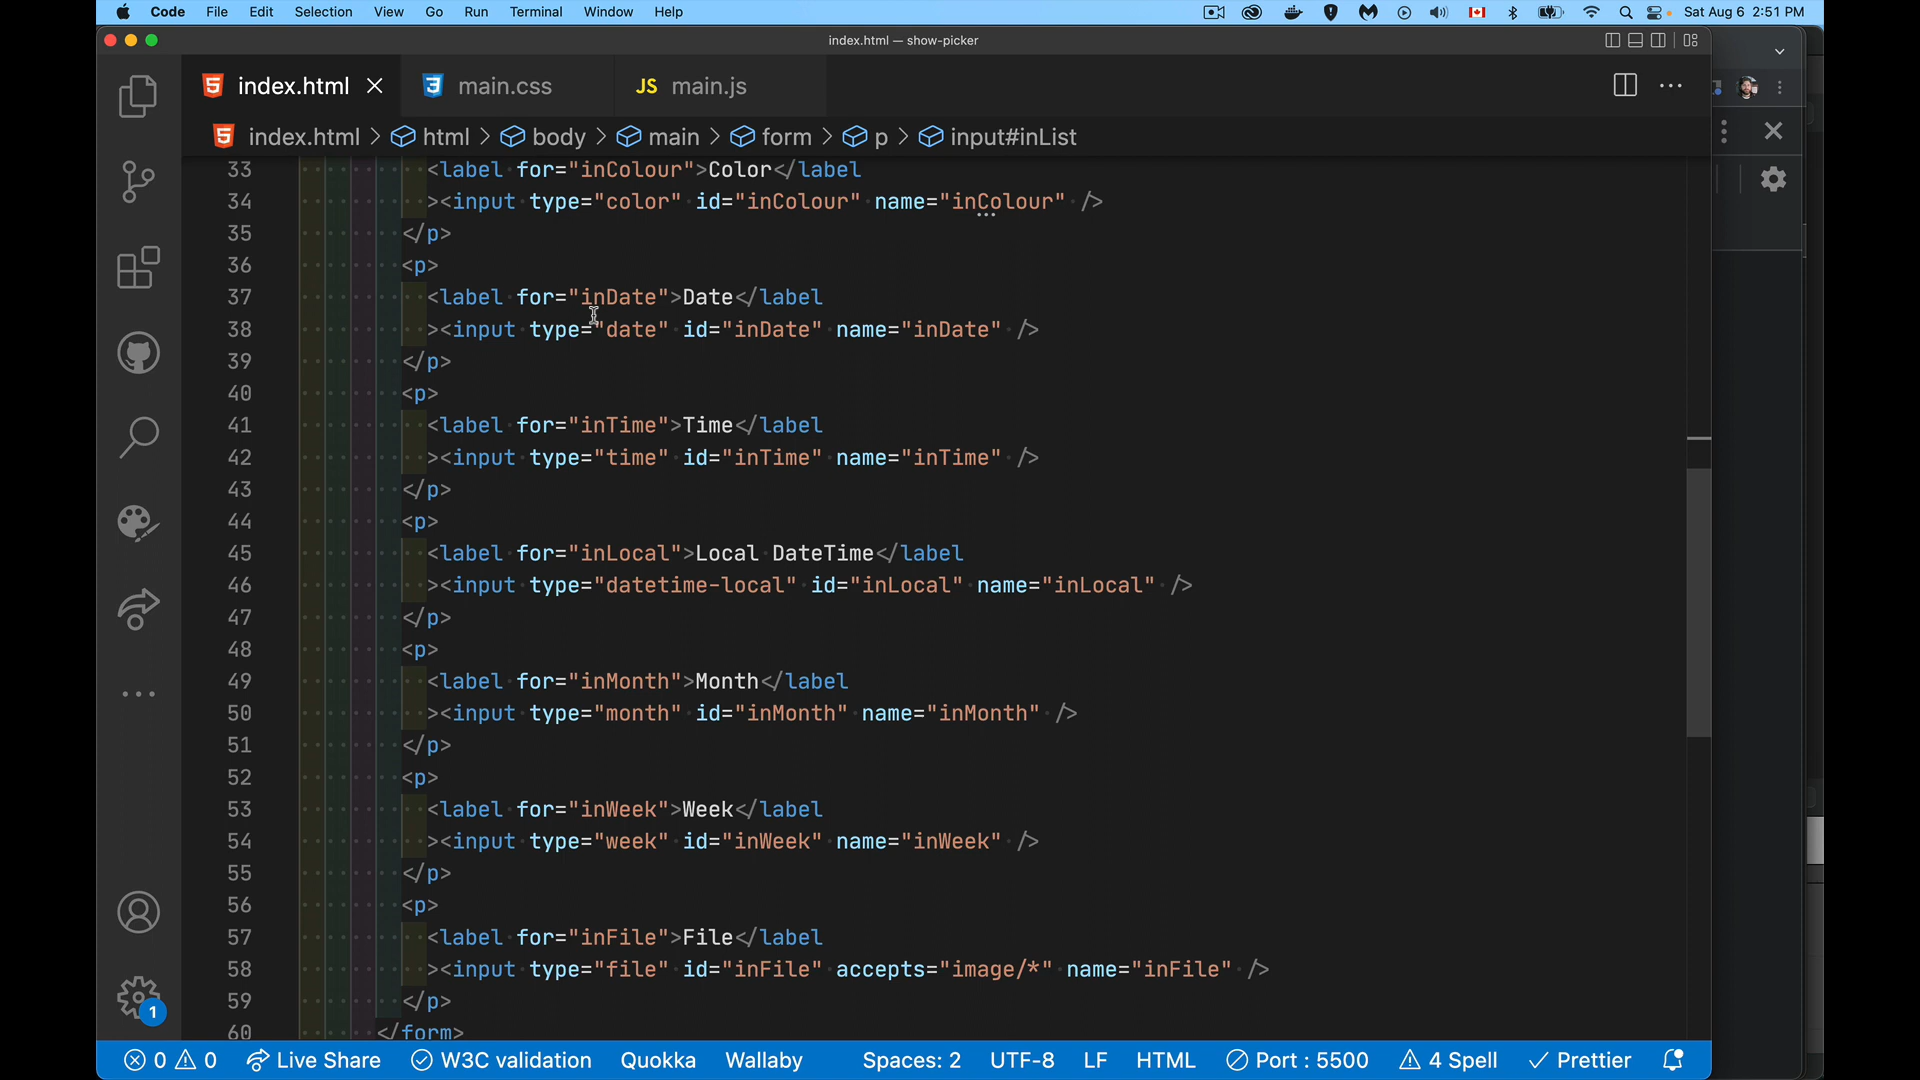 Code File Edit Selection View Go Run Terminal Window Help Sat Aug 6 2:51 PM
index.html — show-picker
index.html main.css JS main.js
index.html > html > body > main > form > p > input#inList
33 <label for="inColour">Color</label
34 ><input type="color" id="inColour" name="inColour" />
35 </p>
36 <p>
37 <label for="inDate">Date</label
38 ><input type="date" id="inDate" name="inDate" />
39 </p>
40 <p>
41 <label for="inTime">Time</label
42 ><input type="time" id="inTime" name="inTime" />
43 </p>
44 <p>
45 <label for="inLocal">Local DateTime</label
46 ><input type="datetime-local" id="inLocal" name="inLocal" />
47 </p>
48 <p>
49 <label for="inMonth">Month</label
50 ><input type="month" id="inMonth" name="inMonth" />
51 </p>
52 <p>
53 <label for="inWeek">Week</label
54 ><input type="week" id="inWeek" name="inWeek" />
55 </p>
56 <p>
57 <label for="inFile">File</label
58 ><input type="file" id="inFile" accepts="image/*" name="inFile" />
59 </p>
60 </form>
1
0 0 Live Share W3C validation Quokka Wallaby Spaces: 2 UTF-8 LF HTML Port : 5500 4 Spell Prettier